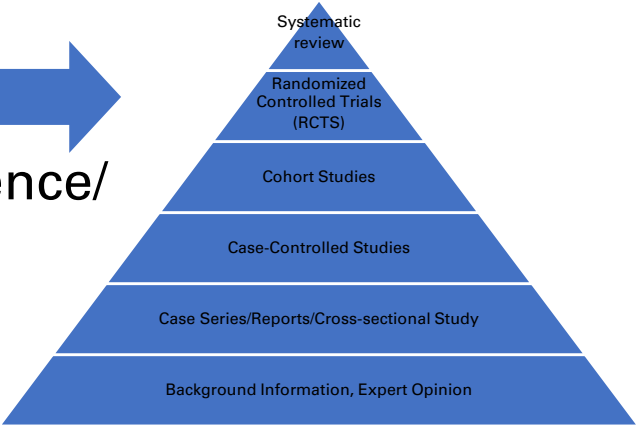 Systematic
review
Randomized
Controlled Trials
(RCTS)
ence/
Cohort Studies
Case-Controlled Studies
Case Series/Reports/Cross-sectional Study
Background Information, Expert Opinion